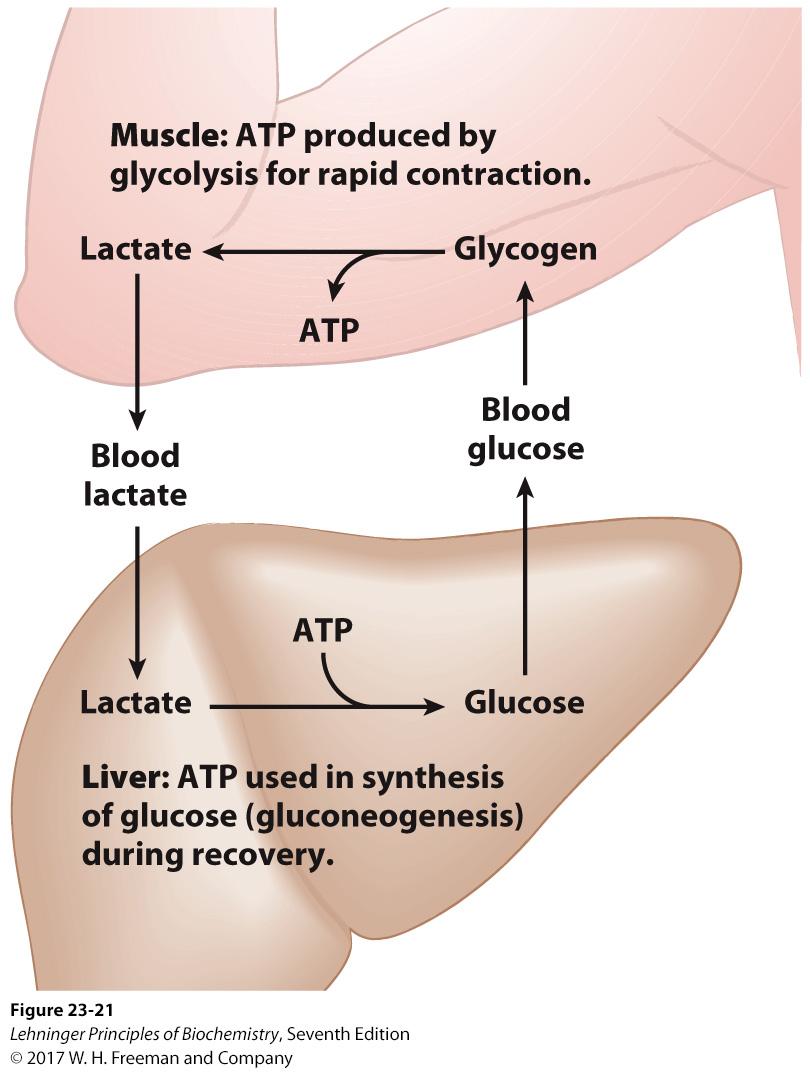 Muscle: ATP produced by
glycolysis for rapid contraction.
Lactate
Glycogen
ATP
Blood
glucose
Blood
lactate
ATP
Lactate
Glucose
Liver: ATP used in synthesis
of glucose (gluconeogenesis)
during recovery.
Figure 23-21
Lehninger Principles of Biochemistry, Seventh Edition
© 2017 W. H. Freeman and Company